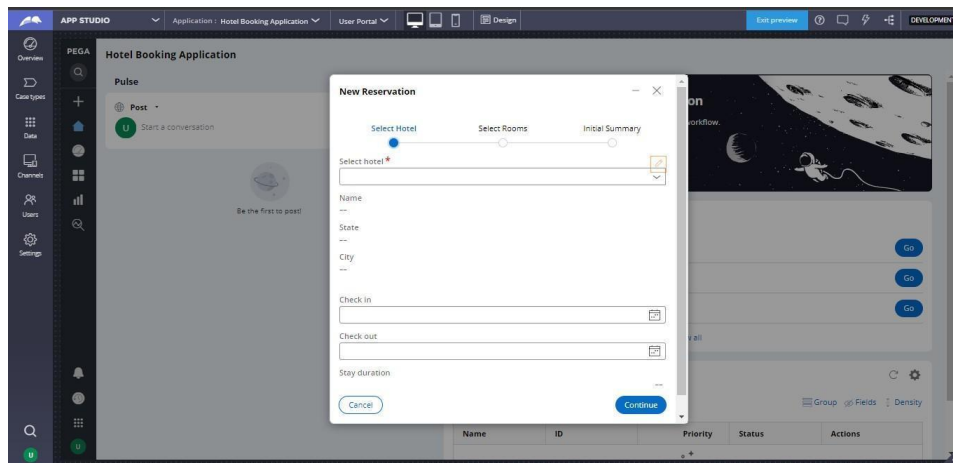 APP STUDIO
Application : Hotel Booking Application
User Portal
Design
Exit preview
DEVELOPMENT
Overview
Case types
Data
Channels
Users
Settings
U
PEGA
U
Hotel Booking Application
Pulse
Post
U
Start a conversation
Be the first to post!
New Reservation
Select Hotel
Select Rooms
Initial Summary
Select hotel *
Name
--
State
--
City
--
Check in
Check out
Stay duration
--
Cancel
Continue
on
workflow.
Go
Go
Go
all
Group
Fields
Density
Name
ID
Priority
Status
Actions